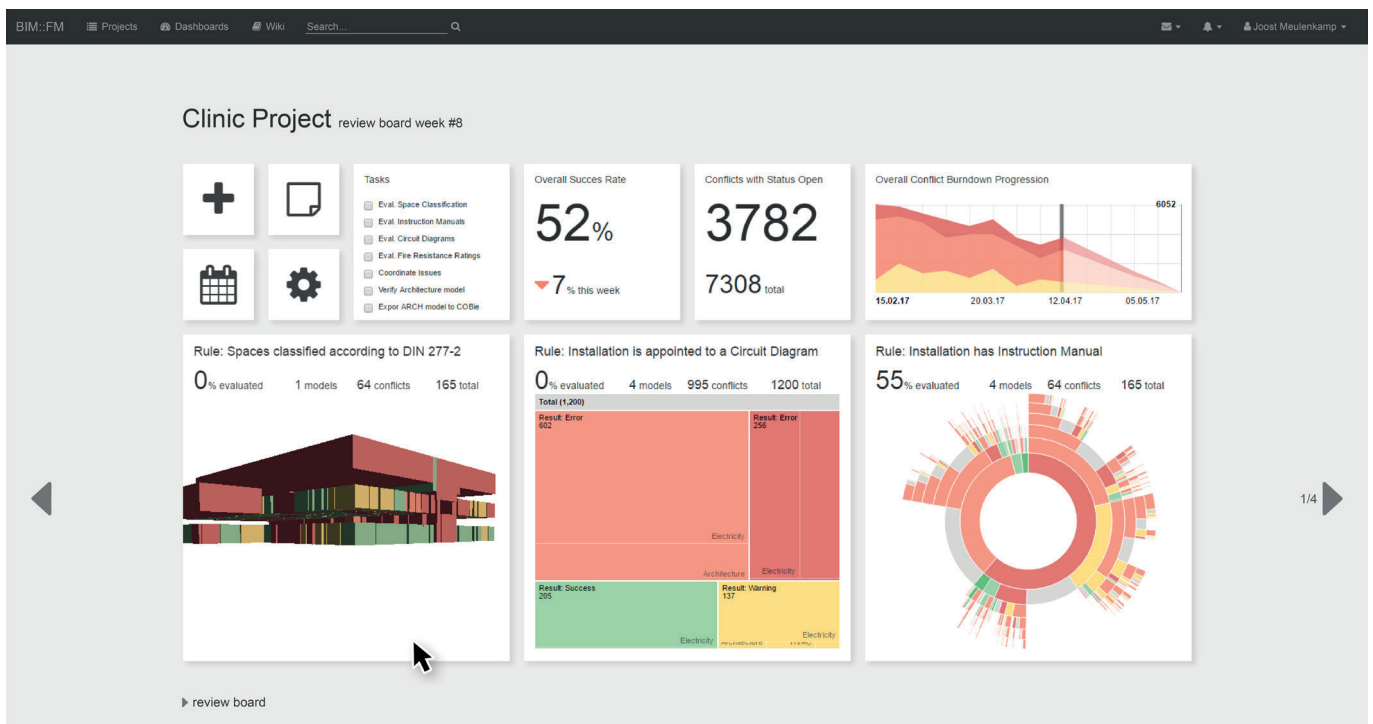 BIM::FM Projects Dashboards Wiki Search... Joost Meulenkamp
Clinic Project review board week #8
Tasks
Eval. Space Classification
Eval. Instruction Manuals
Eval. Circuit Diagrams
Eval. Fire Resistance Ratings
Coordinate Issues
Verify Architecture model
Expor ARCH model to COBie
Overall Succes Rate
52%
7% this week
Conflicts with Status Open
3782
7308 total
Overall Conflict Burndown Progression
6052
15.02.17 20.03.17 12.04.17 05.05.17
Rule: Spaces classified according to DIN 277-2
0% evaluated 1 models 64 conflicts 165 total
Rule: Installation is appointed to a Circuit Diagram
0% evaluated 4 models 995 conflicts 1200 total
Total (1,200)
Result: Error
602
Result: Error
256
Electricity
Architecture
Electricity
Result: Success
205
Result: Warning
137
Electricity
Electricity
Rule: Installation has Instruction Manual
55% evaluated 4 models 64 conflicts 165 total
1/4
review board